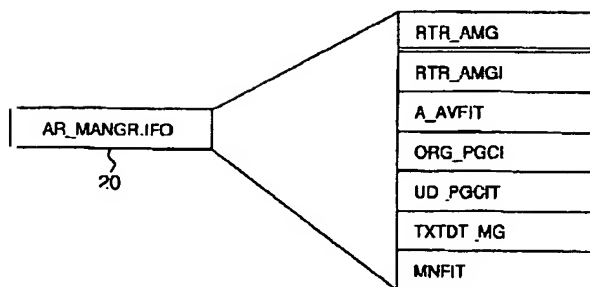 RTR_AMG
RTR_AMGI
A_AVFIT
AR_MANGR.IFO
ORG_PGCI
20
UD_PGCIT
TXTDT_MG
MNFIT